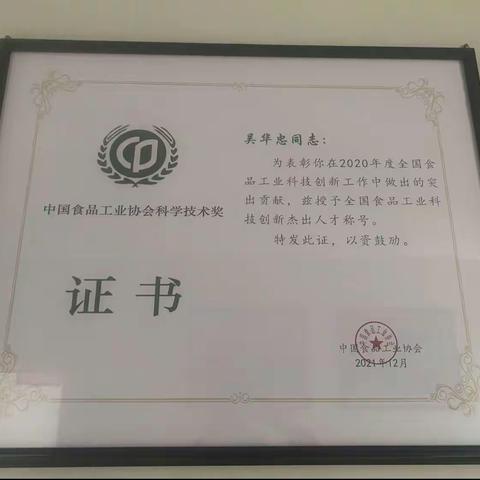 中国食品工业协会科学技术奖
证书
吴华忠同志：
为表彰你在2020年度全国食
品工业科技创新工作中做出的突
出贡献，兹授予全国食品工业科
技创新杰出人才称号。
特发此证，以资鼓励。
中国食品工业协会
2021年12月